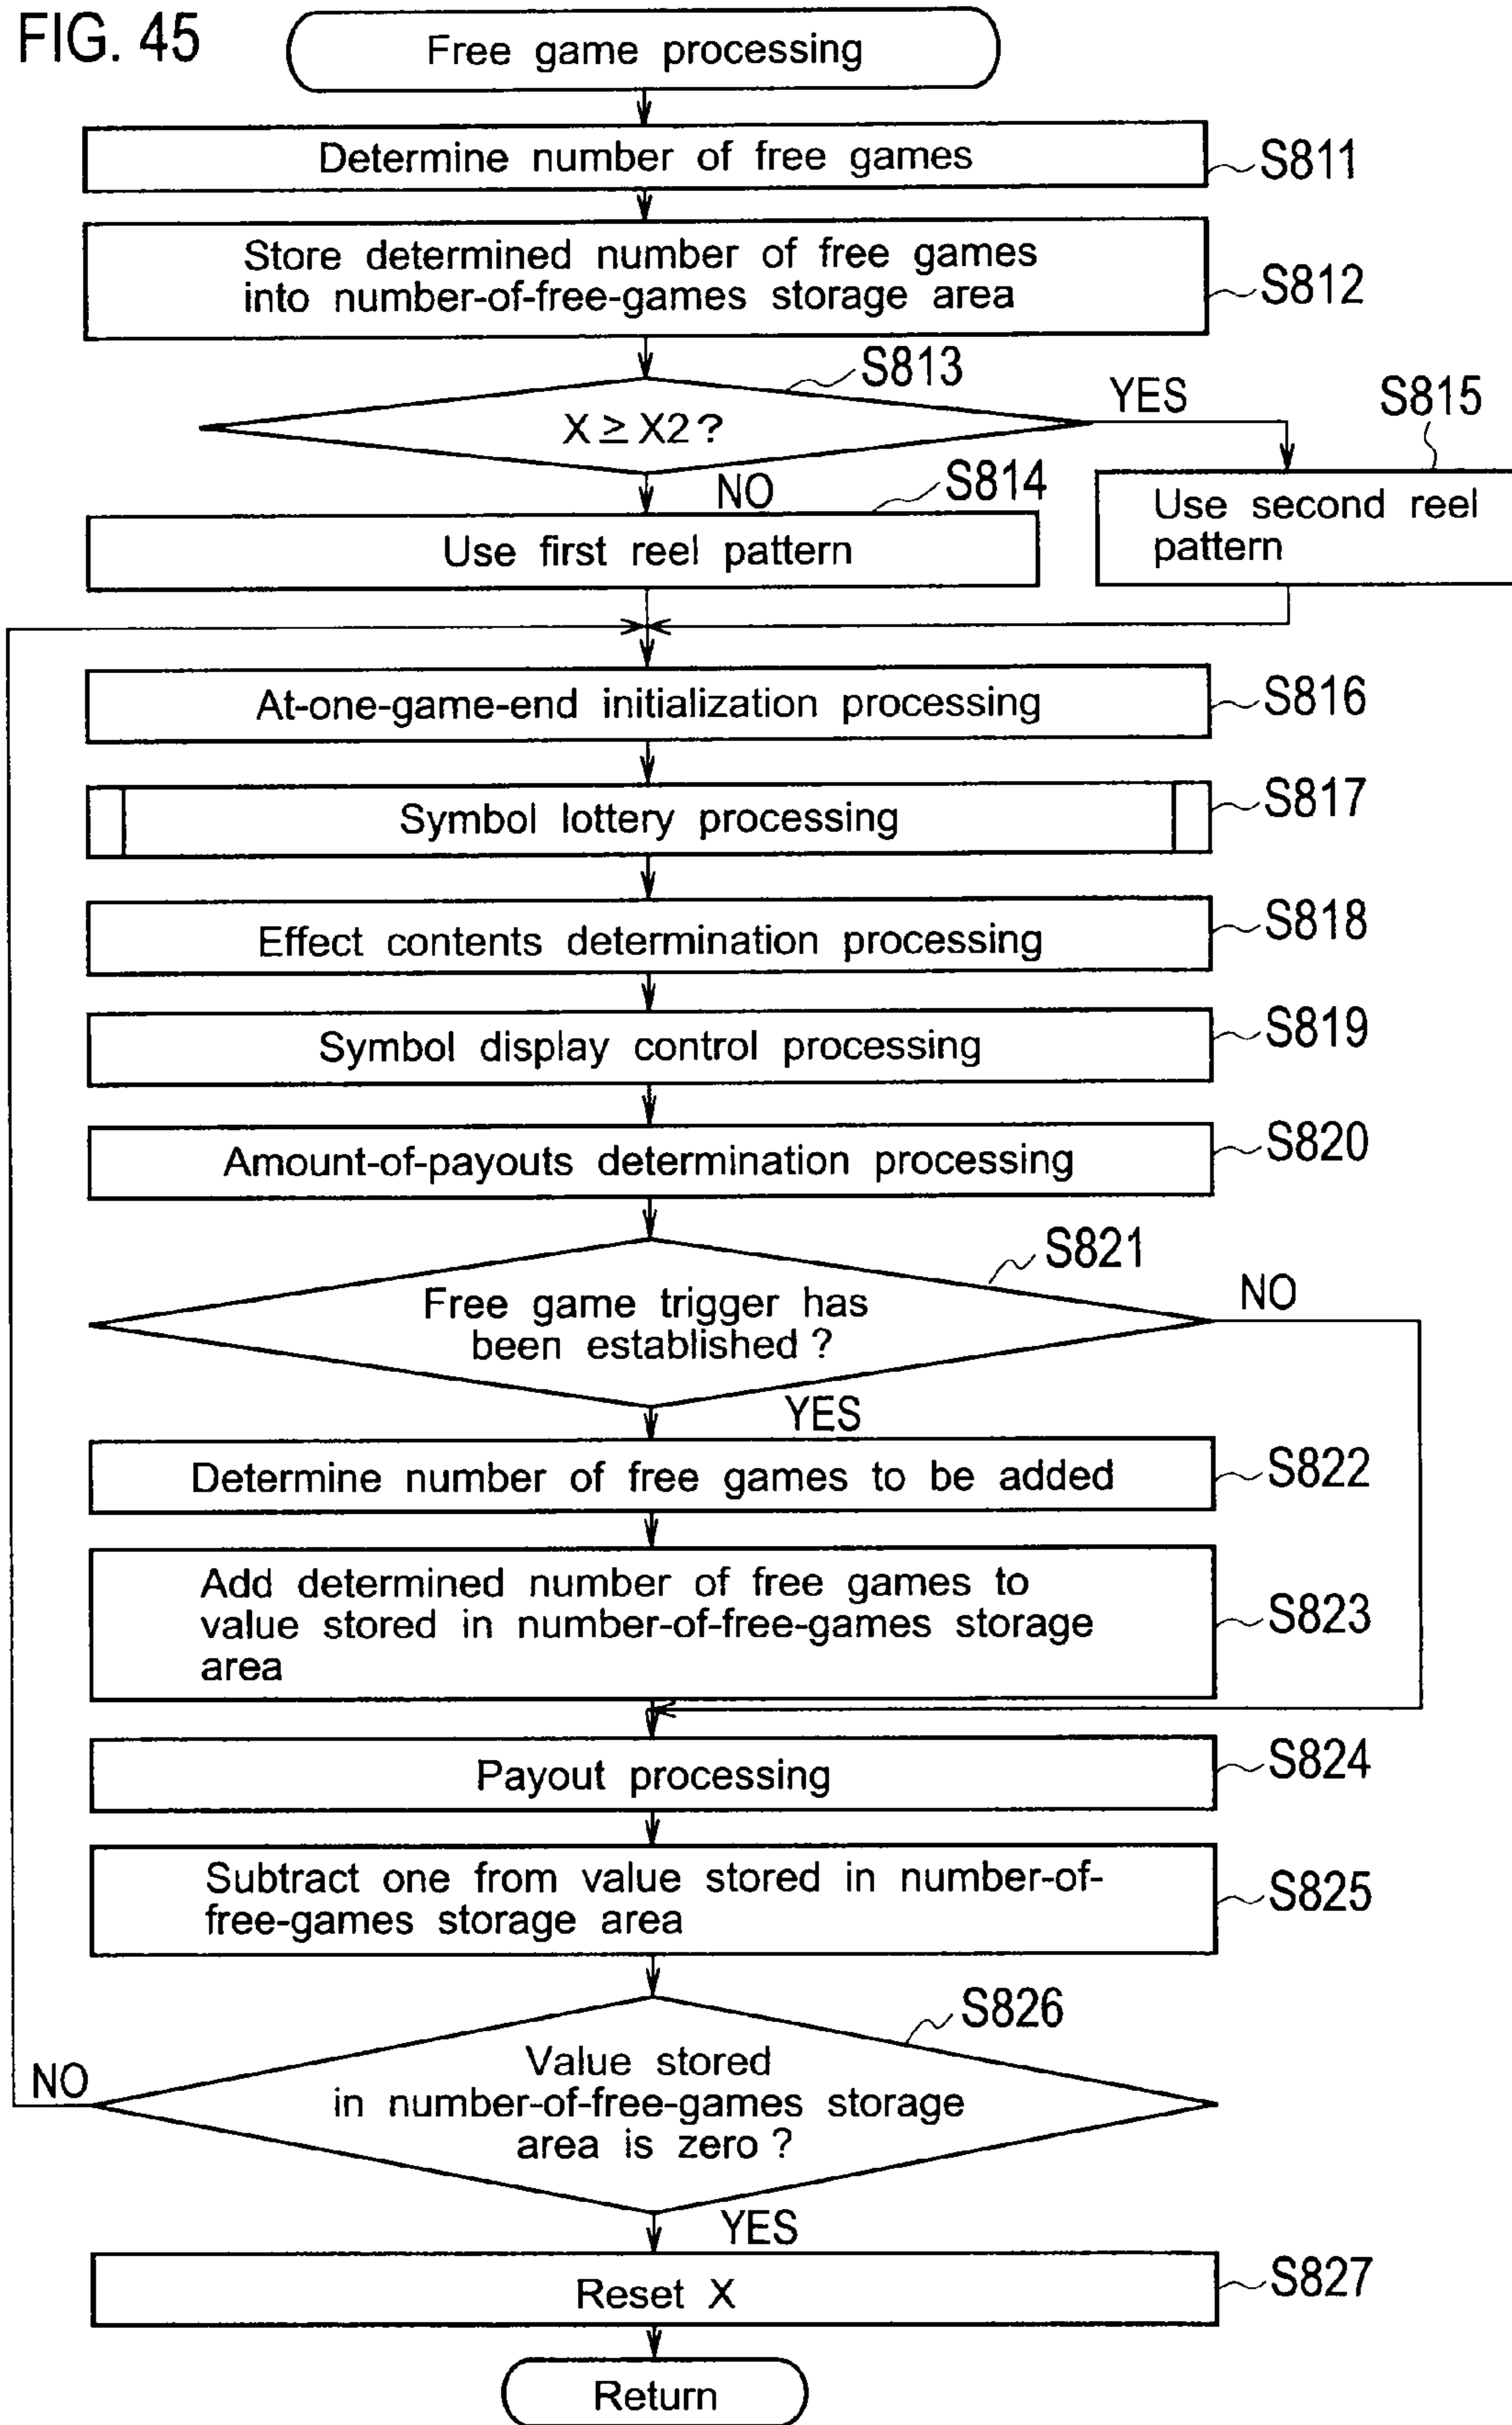 FIG. 45
Free game processing
Determine number of free games
S811
Store determined number of free games
into number-of-free-games storage area
S812
S813
X ≥ X2 ?
YES
S815
NO
S814
Use first reel pattern
Use second reel
pattern
At-one-game-end initialization processing
S816
Symbol lottery processing
S817
Effect contents determination processing
S818
Symbol display control processing
S819
Amount-of-payouts determination processing
S820
S821
Free game trigger has
been established ?
NO
YES
Determine number of free games to be added
S822
Add determined number of free games to
value stored in number-of-free-games storage
area
S823
Payout processing
S824
Subtract one from value stored in number-of-
free-games storage area
S825
S826
Value stored
in number-of-free-games storage
area is zero ?
NO
YES
Reset X
S827
Return